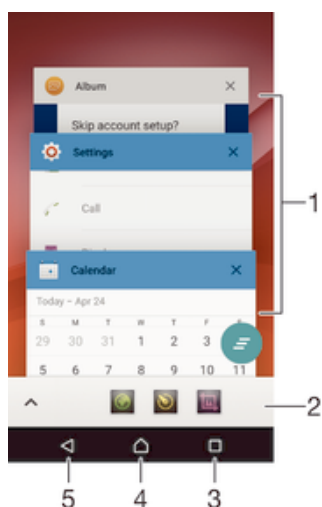 Album
Skip account setup?
Settings
Call
Calendar
Today – Apr 24
S M T W T F S
29 30 31 1 2 3
5 6 7 8 9 10 11
1
2
5 4 3